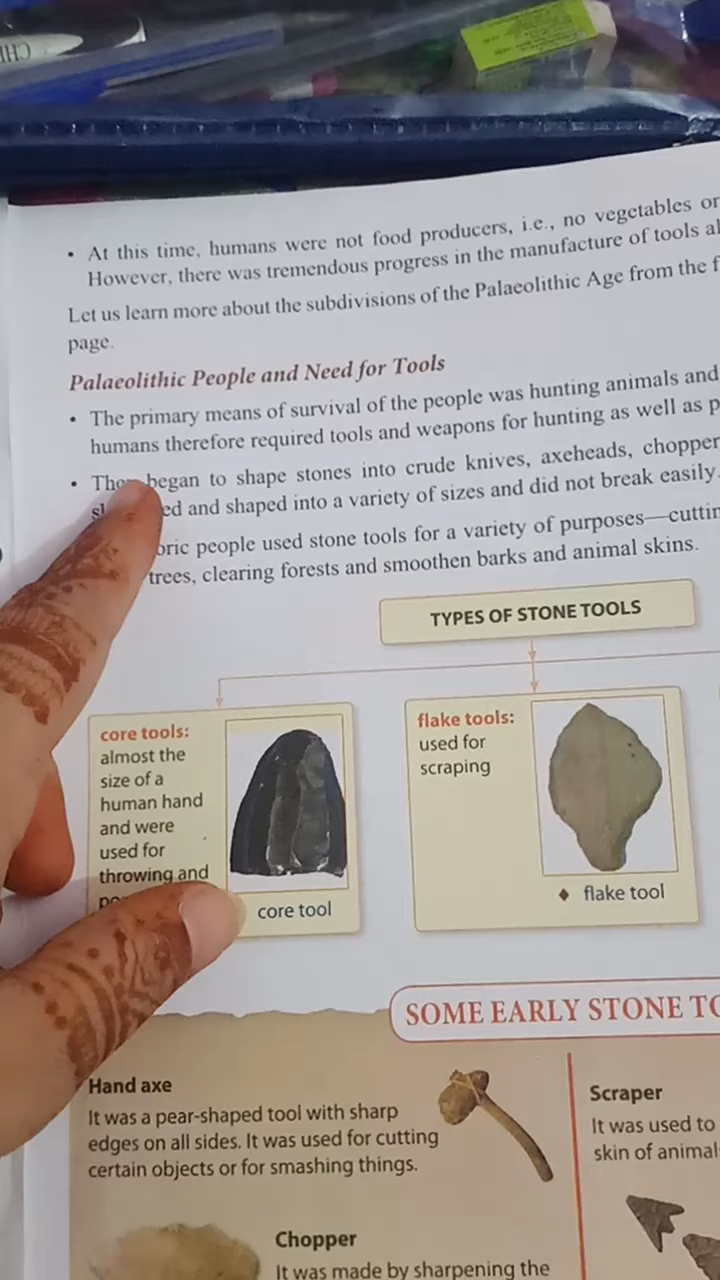 • At this time, humans were not food producers, i.e., no vegetables or
However, there was tremendous progress in the manufacture of tools
Let us learn more about the subdivisions of the Palaeolithic Age from the
page.
Palaeolithic People and Need for Tools
• The primary means of survival of the people was hunting animals and
humans therefore required tools and weapons for hunting as well as
• began to shape stones into crude knives, axeheads, chopper
and shaped into a variety of sizes and did not break easily.
people used stone tools for a variety of purposes—
trees, clearing forests and smoothen barks and animal skins.
TYPES OF STONE TOOLS
core tools:
almost the
size of a
human hand
and were
used for
throwing and
core tool
flake tools:
used for
scraping
♦ flake tool
SOME EARLY STONE
Hand axe
It was a pear-shaped tool with sharp
edges on all sides. It was used for cutting
certain objects or for smashing things.
Scraper
It was used to
skin of animal
Chopper
It was made by sharpening the